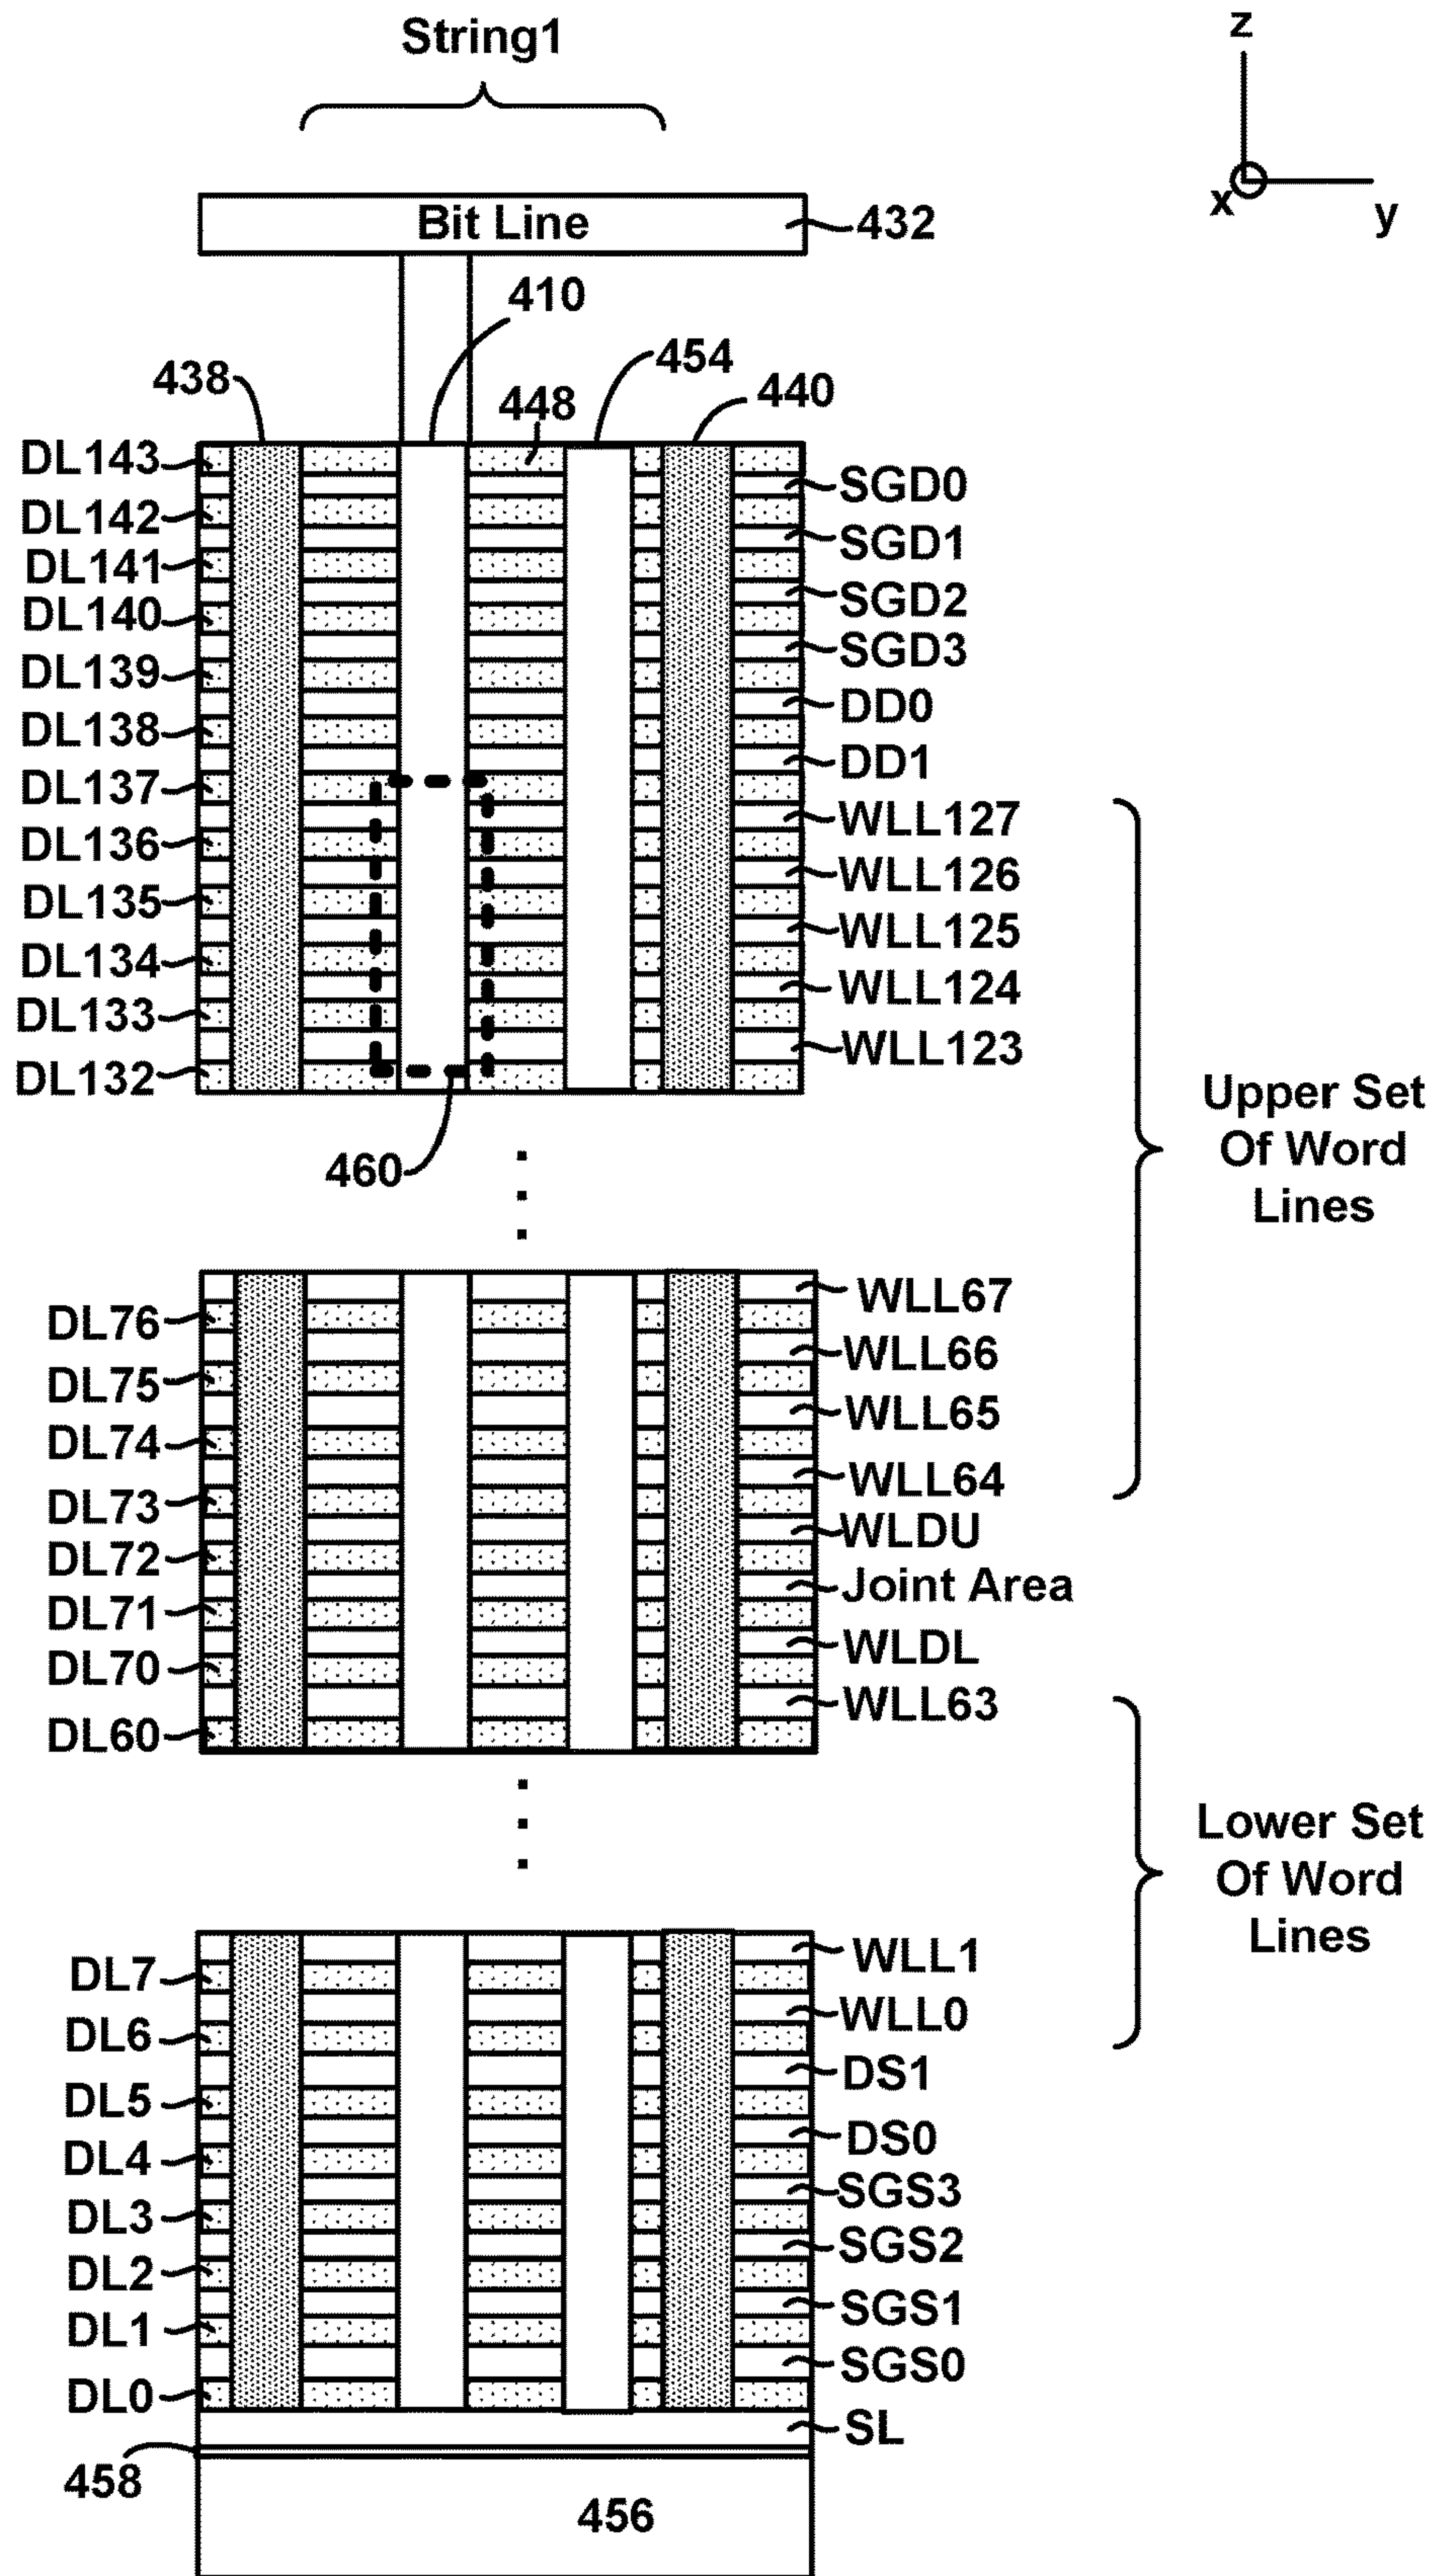 String1
z
x
y
Bit Line
432
410
454
438
448
440
DL143
SGD0
DL142
SGD1
DL141
SGD2
DL140
SGD3
DL139
DD0
DL138
DD1
DL137
WLL127
DL136
WLL126
DL135
WLL125
DL134
WLL124
DL133
WLL123
DL132
Upper Set
Of Word
Lines
460
WLL67
DL76
WLL66
DL75
WLL65
DL74
WLL64
DL73
WLDU
DL72
Joint Area
DL71
WLDL
DL70
WLL63
DL60
Lower Set
Of Word
Lines
WLL1
DL7
WLL0
DL6
DS1
DL5
DS0
DL4
SGS3
DL3
SGS2
DL2
SGS1
DL1
SGS0
DL0
SL
458
456